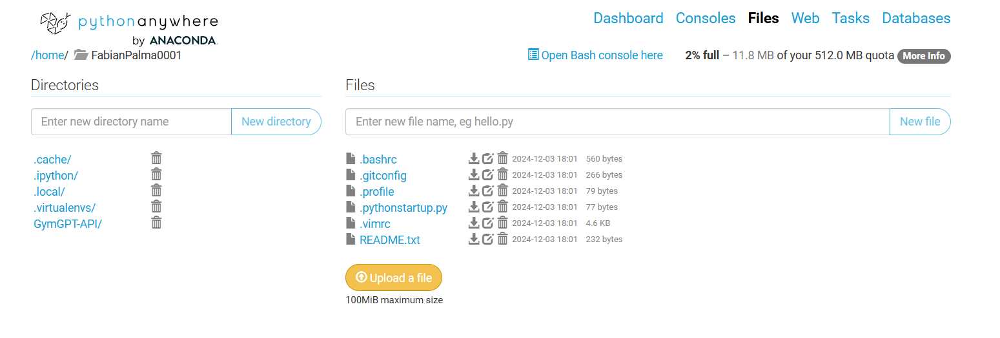 pythonanywhere
by ANACONDA.
Dashboard Consoles Files Web Tasks Databases
/home/ FabianPalma0001
Open Bash console here
2% full – 11.8 MB of your 512.0 MB quota More Info
Directories
Enter new directory name New directory
.cache/
.ipython/
.local/
.virtualenvs/
GymGPT-API/
Files
Enter new file name, eg hello.py New file
.bashrc 2024-12-03 18:01 560 bytes
.gitconfig 2024-12-03 18:01 266 bytes
.profile 2024-12-03 18:01 79 bytes
.pythonstartup.py 2024-12-03 18:01 77 bytes
.vimrc 2024-12-03 18:01 4.6 KB
README.txt 2024-12-03 18:01 232 bytes
Upload a file
100MiB maximum size